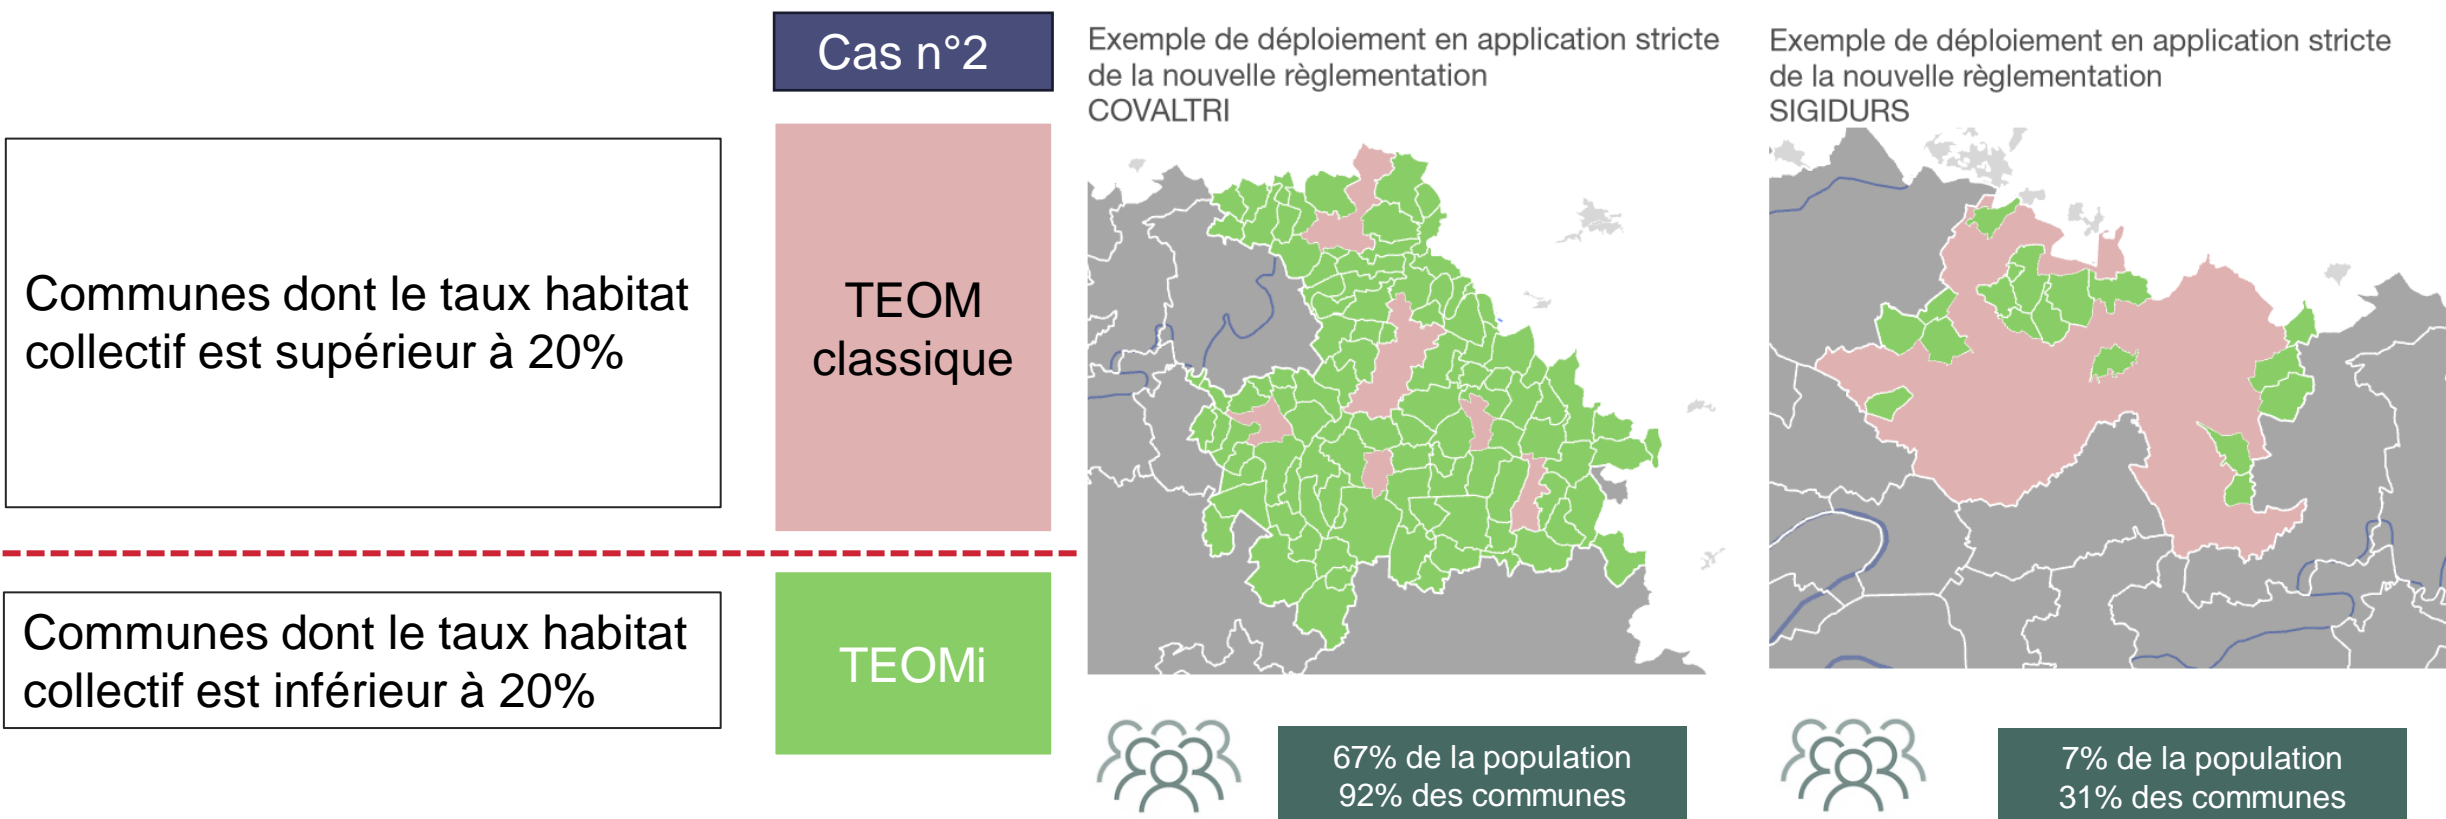 Cas n°2
Exemple de déploiement en application stricte
de la nouvelle règlementation
COVALTRI
Exemple de déploiement en application stricte
de la nouvelle règlementation
SIGIDURS
Communes dont le taux habitat
collectif est supérieur à 20%
TEOM
classique
Communes dont le taux habitat
collectif est inférieur à 20%
TEOMi
67% de la population
92% des communes
7% de la population
31% des communes